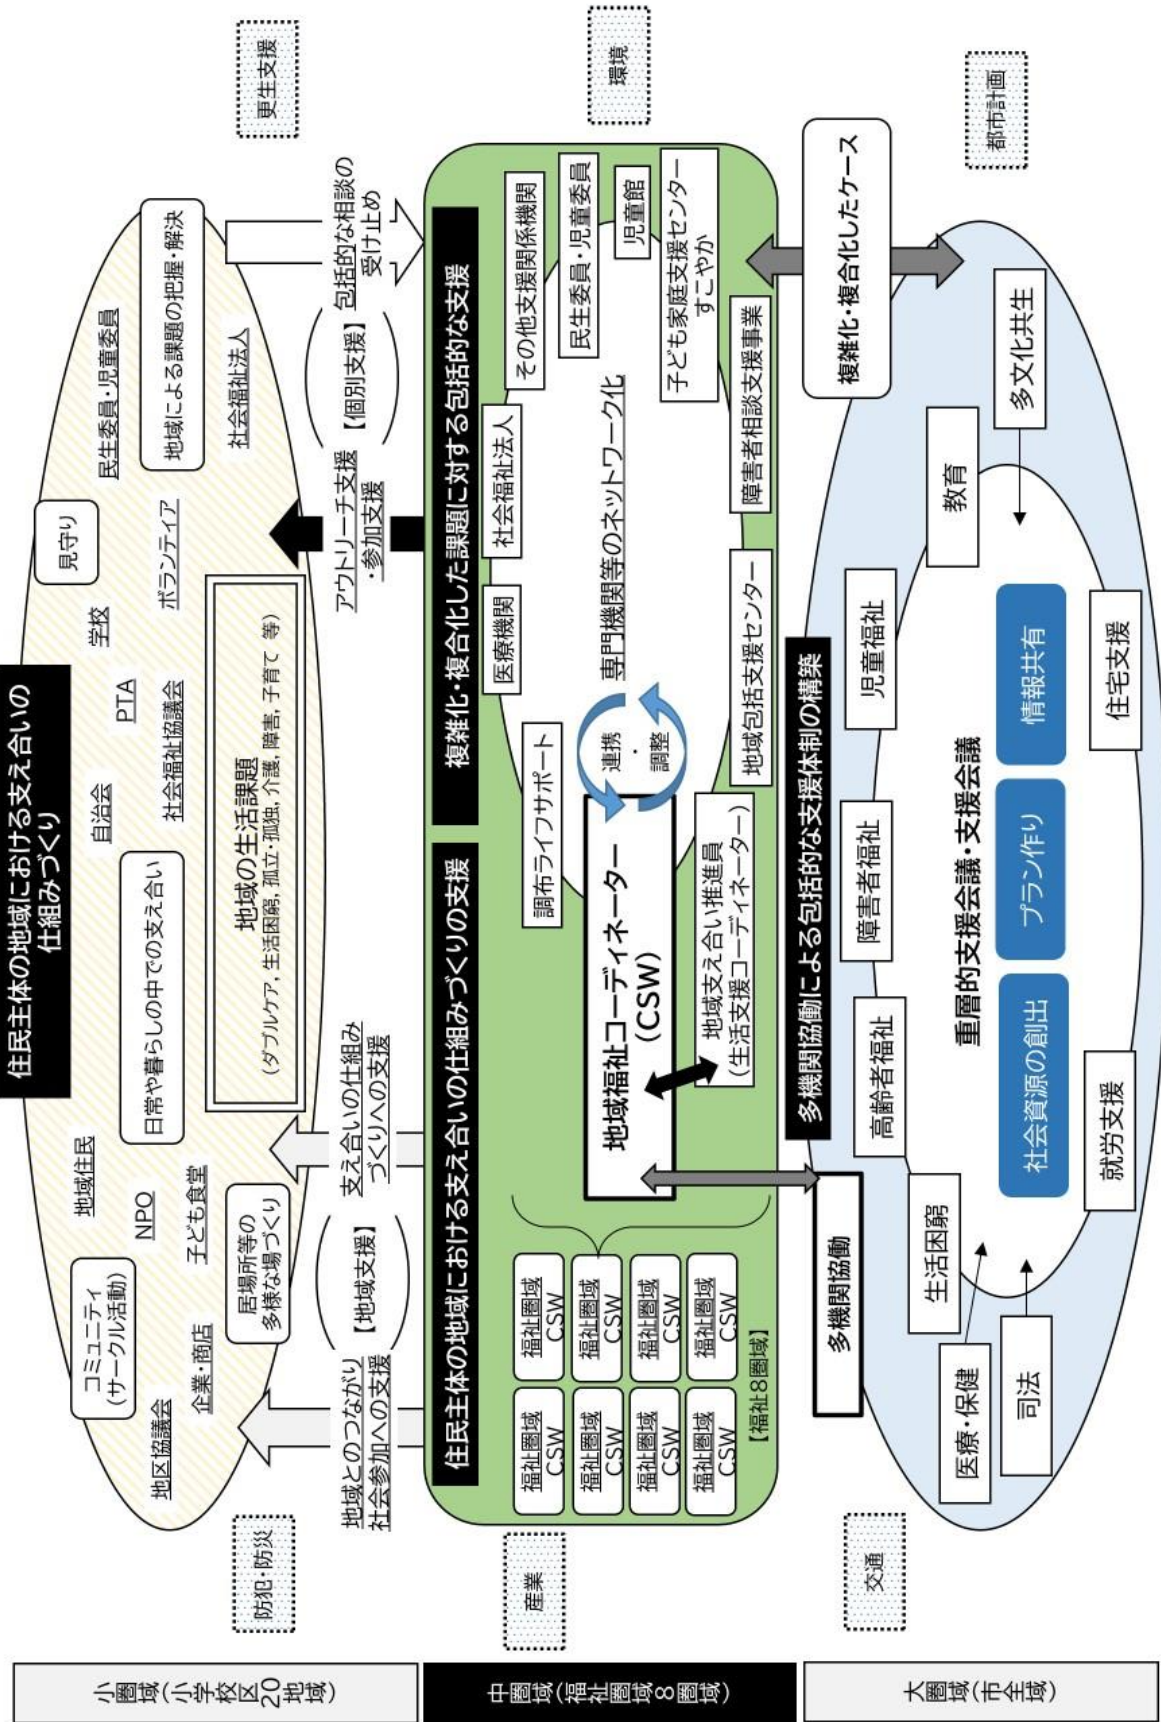 住民主体の地域における支え合いの
仕組みづくり
小圏域(小学校区20地域)
防犯・防災
更生支援
地区協議会
コミュニティ
(サークル活動)
企業・商店
地域住民
NPO
子ども食堂
居場所等の
多様な場づくり
自治会
日常や暮らしの中での支え合い
PTA
社会福祉協議会
学校
見守り
ボランティア
民生委員・児童委員
地域による課題の把握・解決
社会福祉法人
地域の生活課題
(ダブルケア,生活困窮,孤立・孤独,介護,障害,子育て 等)
地域とのつながり
社会参加への支援
【地域支援】
支え合いの仕組み
づくりへの支援
アウトリーチ支援
・参加支援
【個別支援】
包括的な相談の
受け止め
中圏域(福祉圏域8圏域)
産業
環境
住民主体の地域における支え合いの仕組みづくりの支援
複雑化・複合化した課題に対する包括的な支援
福祉圏域
CSW
福祉圏域
CSW
福祉圏域
CSW
福祉圏域
CSW
福祉圏域
CSW
福祉圏域
CSW
福祉圏域
CSW
福祉圏域
CSW
【福祉8圏域】
地域福祉コーディネーター
(CSW)
地域支え合い推進員
(生活支援コーディネーター)
連携
・
調整
専門機関等のネットワーク化
調布ライフサポート
医療機関
社会福祉法人
その他支援関係機関
民生委員・児童委員
児童館
子ども家庭支援センター
すこやか
障害者相談支援事業
地域包括支援センター
大圏域(市全域)
交通
都市計画
多機関協働
多機関協働による包括的な支援体制の構築
複雑化・複合化したケース
医療・保健
司法
生活困窮
高齢者福祉
障害者福祉
児童福祉
教育
多文化共生
重層的支援会議・支援会議
社会資源の創出
プラン作り
情報共有
就労支援
住宅支援